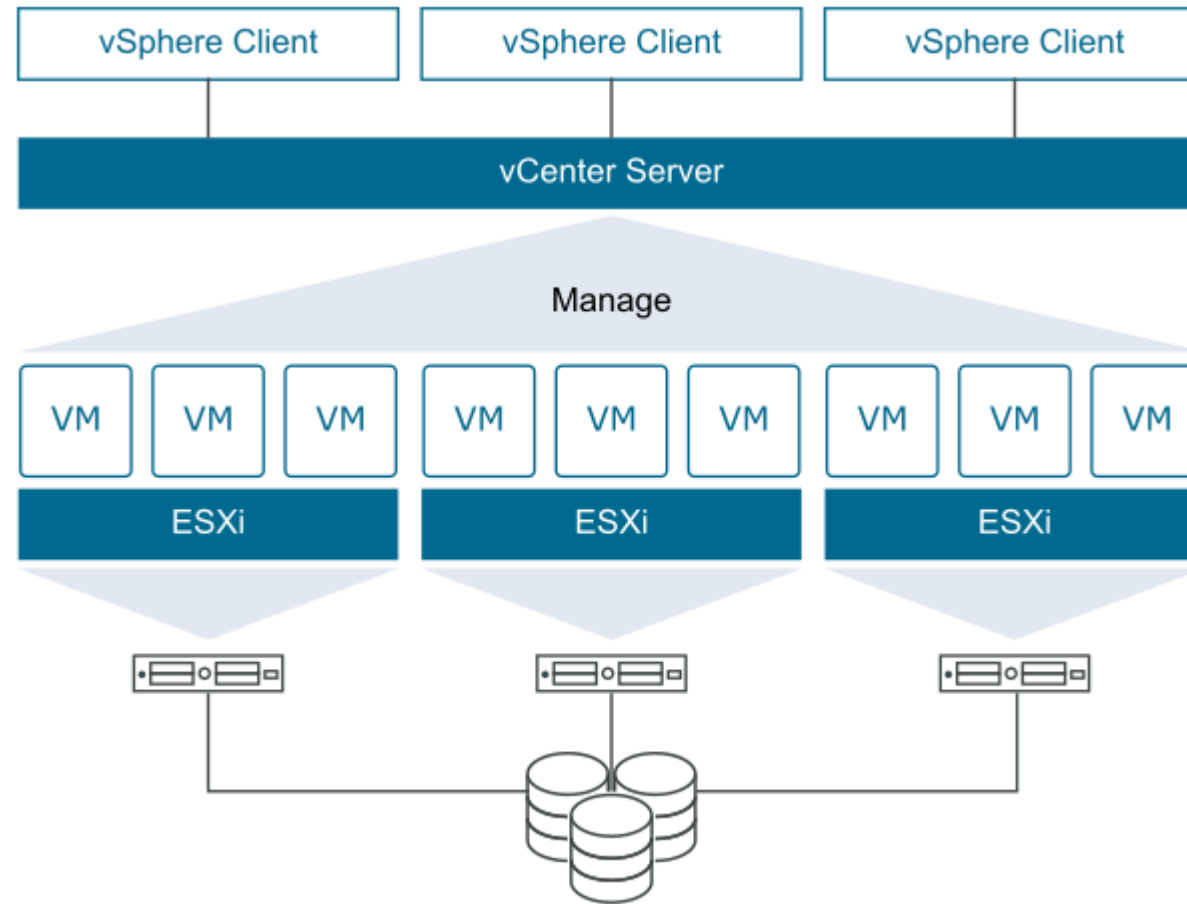 vSphere Client
vSphere Client
vSphere Client
vCenter Server
Manage
VM
VM
VM
VM
VM
VM
VM
VM
VM
ESXi
ESXi
ESXi